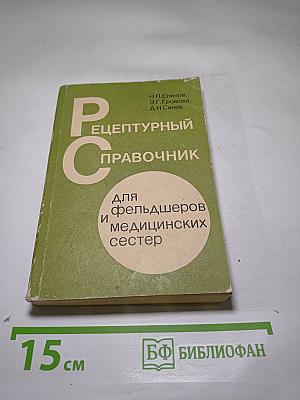 Н.П.Елинов,
Э.Г.Громова,
Д.Н.Синев
РЕЦЕПТУРНЫЙ
СПРАВОЧНИК
для
фельдшеров
и медицинских
сестер
15 см
БФ БИБЛИОФАН